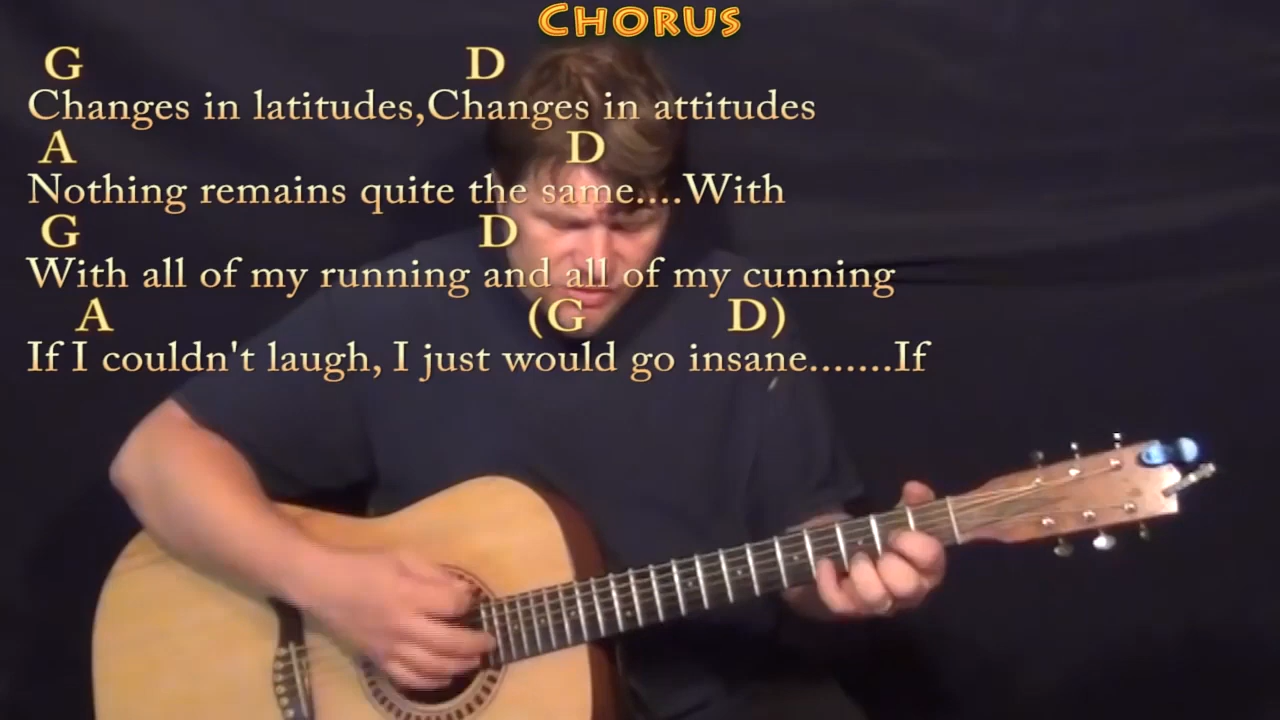 CHORUS
G D
Changes in latitudes,Changes in attitudes
A D
Nothing remains quite the same....With
G D
With all of my running and all of my cunning
A (G D)
If I couldn't laugh, I just would go insane.......If